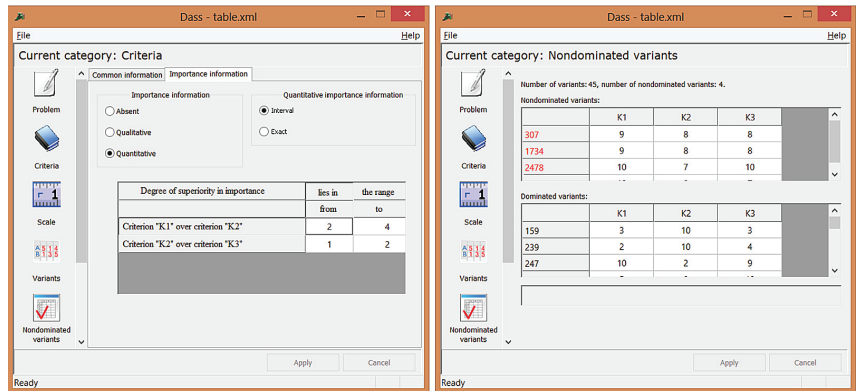 Dass - table.xml
File Help
Current category: Criteria
Problem
Criteria
Scale
Variants
Nondominated variants
Common information Importance information
Importance information
Absent
Qualitative
Quantitative
Quantitative importance information
Interval
Exact
Degree of superiority in importance lies in the range
from to
Criterion "K1" over criterion "K2" 2 4
Criterion "K2" over criterion "K3" 1 2
Apply Cancel
Ready
Dass - table.xml
File Help
Current category: Nondominated variants
Problem
Criteria
Scale
Variants
Nondominated variants
Number of variants: 45, number of nondominated variants: 4.
Nondominated variants:
K1 K2 K3
307 9 8 8
1734 9 8 8
2478 10 7 10
Dominated variants:
K1 K2 K3
159 3 10 3
239 2 10 4
247 10 2 9
Apply Cancel
Ready